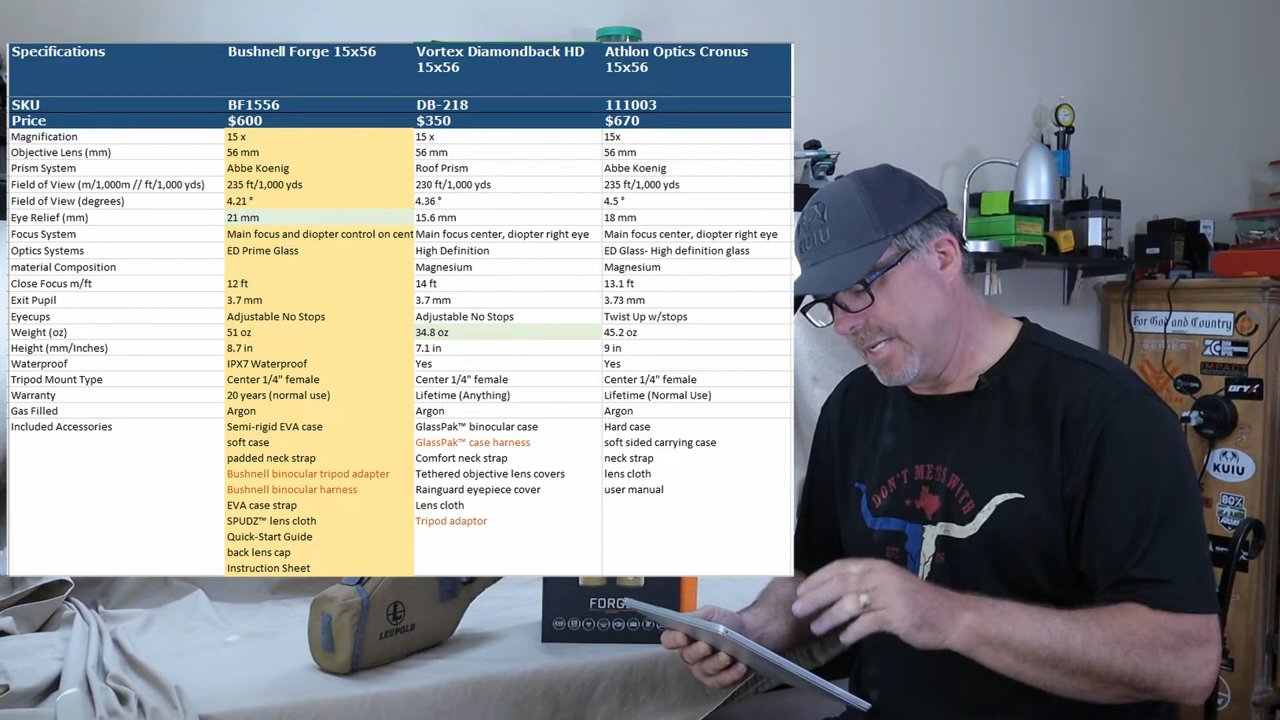 Specifications Bushnell Forge 15x56 Vortex Diamondback HD 15x56 Athlon Optics Cronus 15x56
SKU BF1556 DB-218 111003
Price $600 $350 $670
Magnification 15 x 15 x 15x
Objective Lens (mm) 56 mm 56 mm 56 mm
Prism System Abbe Koenig Roof Prism Abbe Koenig
Field of View (m/1,000m // ft/1,000 yds) 235 ft/1,000 yds 230 ft/1,000 yds 235 ft/1,000 yds
Field of View (degrees) 4.21 ° 4.36 ° 4.5 °
Eye Relief (mm) 21 mm 15.6 mm 18 mm
Focus System Main focus and diopter control on cent Main focus center, diopter right eye Main focus center, diopter right eye
Optics Systems ED Prime Glass High Definition ED Glass- High definition glass
material Composition Magnesium Magnesium
Close Focus m/ft 12 ft 14 ft 13.1 ft
Exit Pupil 3.7 mm 3.7 mm 3.73 mm
Eyecups Adjustable No Stops Adjustable No Stops Twist Up w/stops
Weight (oz) 51 oz 34.8 oz 45.2 oz
Height (mm/Inches) 8.7 in 7.1 in 9 in
Waterproof IPX7 Waterproof Yes Yes
Tripod Mount Type Center 1/4" female Center 1/4" female Center 1/4" female
Warranty 20 years (normal use) Lifetime (Anything) Lifetime (Normal Use)
Gas Filled Argon Argon Argon
Included Accessories Semi-rigid EVA case GlassPak™ binocular case Hard case
soft case GlassPak™ case harness soft sided carrying case
padded neck strap Comfort neck strap neck strap
Bushnell binocular tripod adapter Tethered objective lens covers lens cloth
Bushnell binocular harness Rainguard eyepiece cover user manual
EVA case strap Lens cloth
SPUDZ™ lens cloth Tripod adaptor
Quick-Start Guide
back lens cap
Instruction Sheet
KUIU
For God and Country
SERIES
IMPACT
GRYX
KUIU
80%
DON'T MESS WITH
EST.
LEUPOLD
FORGE